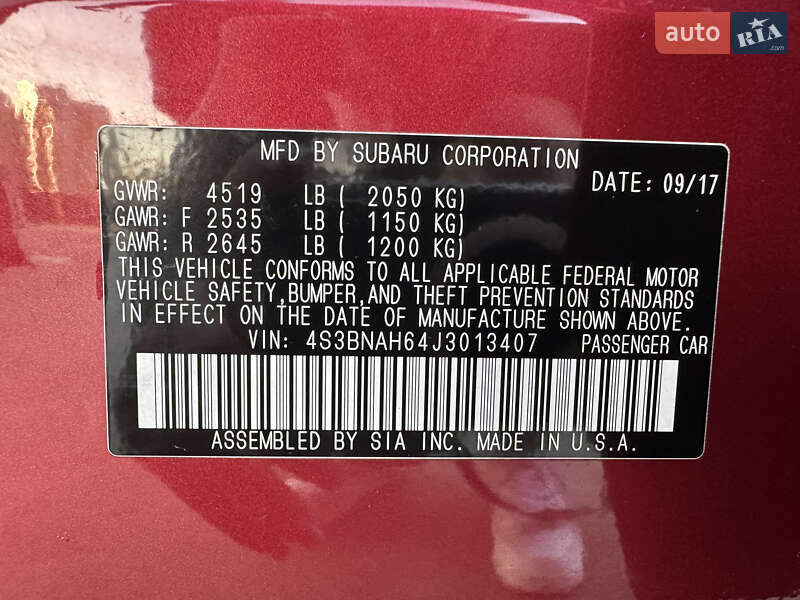 auto RIA
MFD BY SUBARU CORPORATION
DATE: 09/17
GVWR: 4519 LB ( 2050 KG)
GAWR: F 2535 LB ( 1150 KG)
GAWR: R 2645 LB ( 1200 KG)
THIS VEHICLE CONFORMS TO ALL APPLICABLE FEDERAL MOTOR
VEHICLE SAFETY,BUMPER,AND THEFT PREVENTION STANDARDS
IN EFFECT ON THE DATE OF MANUFACTURE SHOWN ABOVE.
VIN: 4S3BNAH64J3013407 PASSENGER CAR
ASSEMBLED BY SIA INC. MADE IN U.S.A.